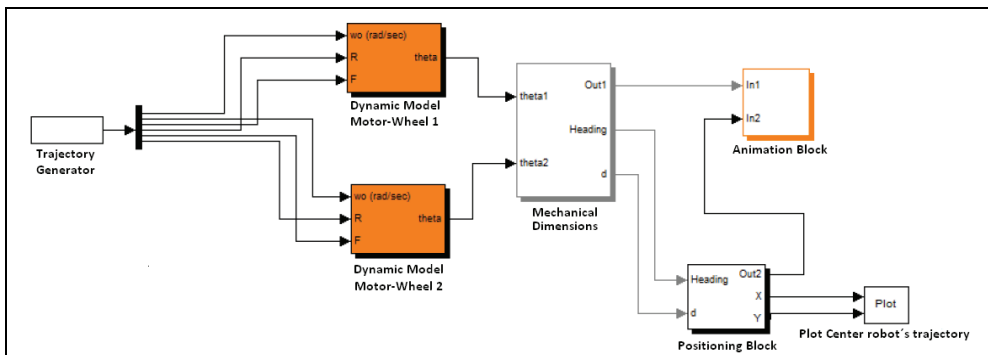 Trajectory
Generator
wo (rad/sec)
R
F
theta
Dynamic Model
Motor-Wheel 1
wo (rad/sec)
R
F
theta
Dynamic Model
Motor-Wheel 2
theta1
theta2
Out1
Heading
d
Mechanical
Dimensions
In1
In2
Animation Block
Heading
d
Out2
X
Y
Positioning Block
Plot
Plot Center robot´s trajectory